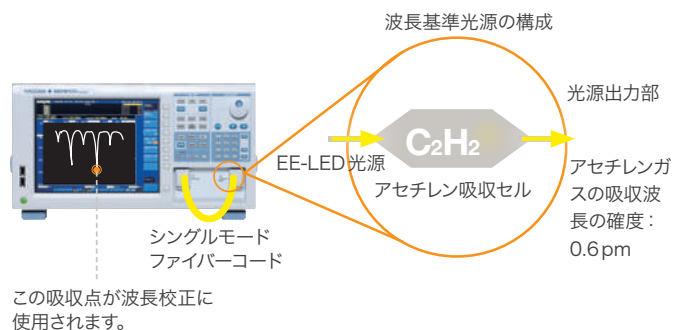 波長基準光源の構成
光源出力部
C2H2
EE-LED光源
アセチレン吸収セル
アセチレンガ
スの吸収波
長の確度：
0.6pm
YOKOGAWA
シングルモード
ファイバーコード
この吸収点が波長校正に
使用されます。